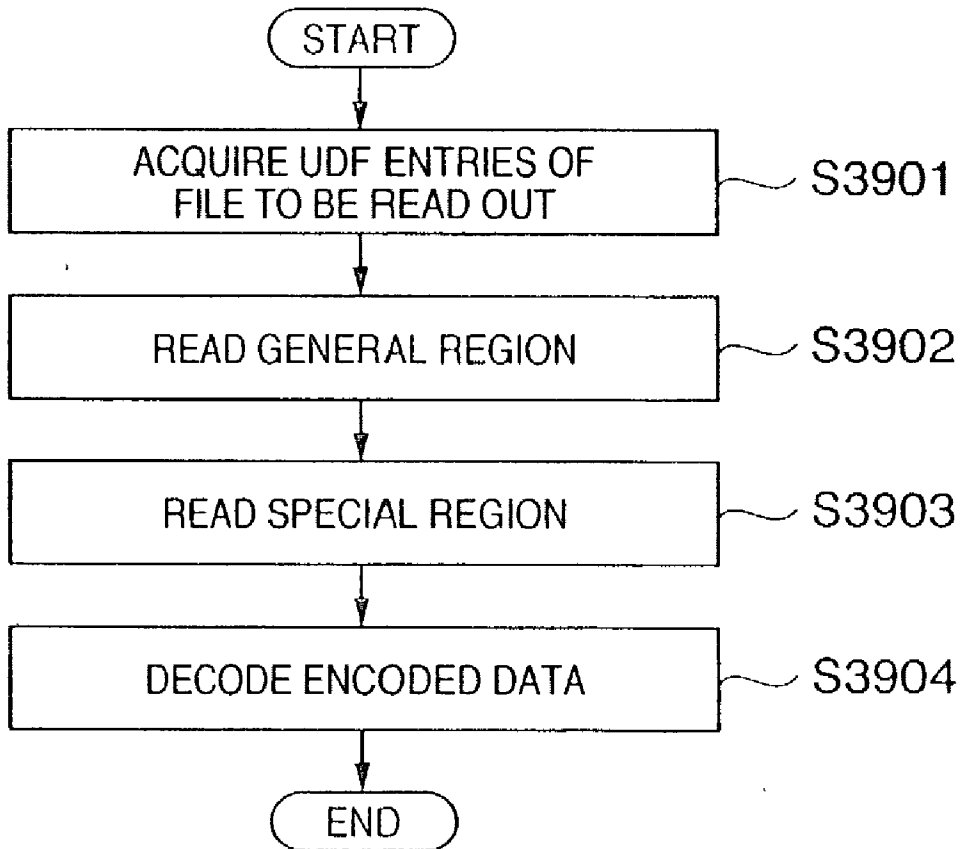 START
ACQUIRE UDF ENTRIES OF
FILE TO BE READ OUT
S3901
READ GENERAL REGION
S3902
READ SPECIAL REGION
S3903
DECODE ENCODED DATA
S3904
END